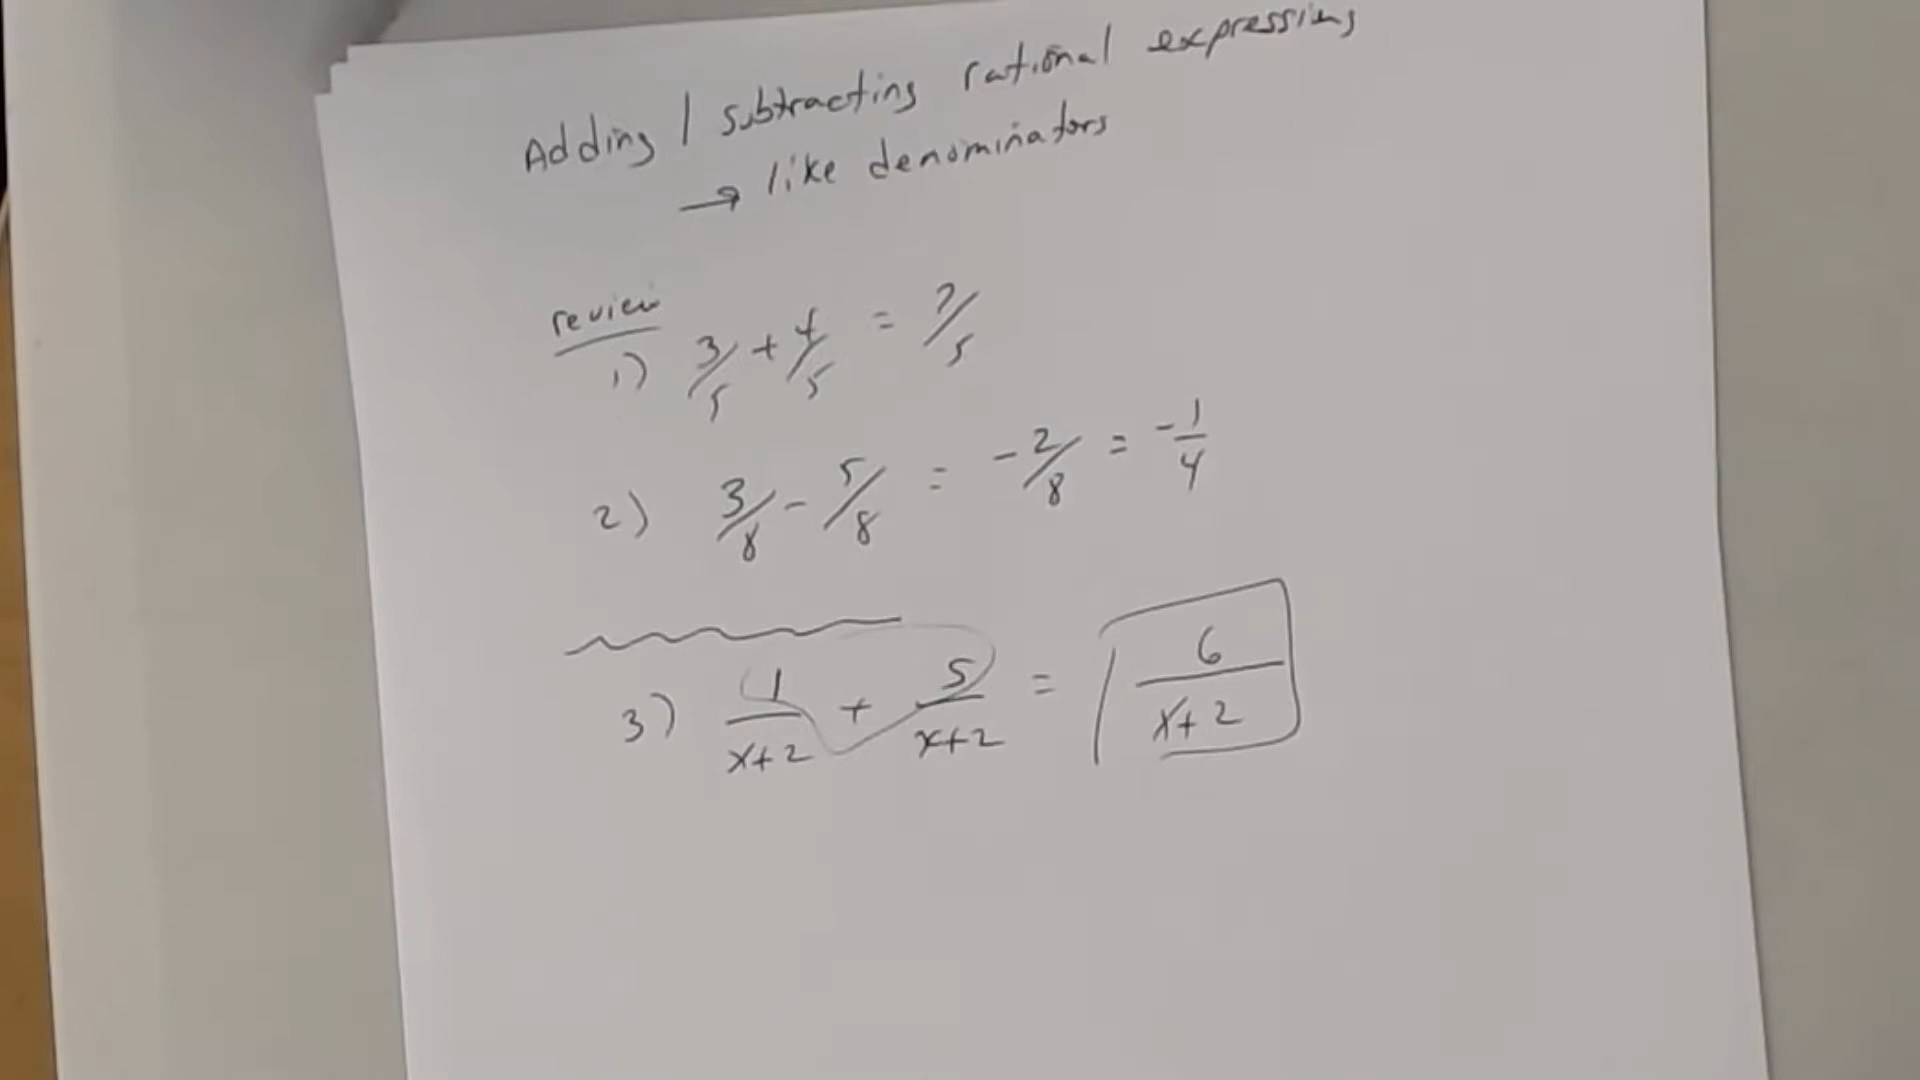 Adding / subtracting rational expressions
→ like denominators
review
1) 3/5 + 4/5 = 7/5
2) 3/8 - 5/8 = -2/8 = -1/4
3) 1/(x+2) + 5/(x+2) = 6/(x+2)